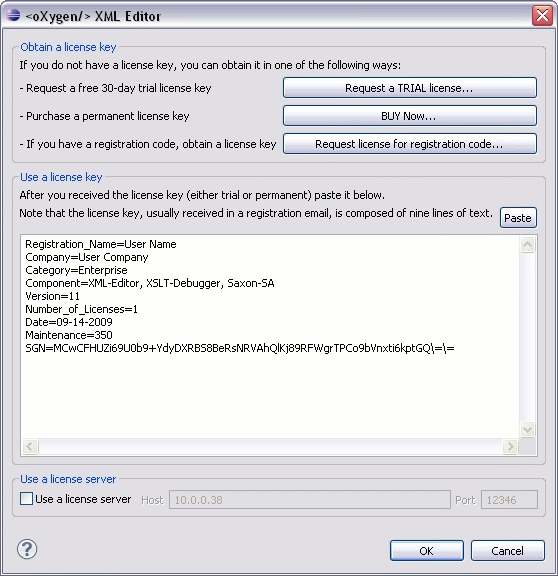 <oXygen/> XML Editor
Obtain a license key
If you do not have a license key, you can obtain it in one of the following ways:
- Request a free 30-day trial license key
Request a TRIAL license...
- Purchase a permanent license key
BUY Now...
- If you have a registration code, obtain a license key
Request license for registration code...
Use a license key
After you received the license key (either trial or permanent) paste it below.
Note that the license key, usually received in a registration email, is composed of nine lines of text.
Paste
Registration_Name=User Name
Company=User Company
Category=Enterprise
Component=XML-Editor, XSLT-Debugger, Saxon-SA
Version=11
Number_of_Licenses=1
Date=09-14-2009
Maintenance=350
SGN=MCwCFHUZi69U0b9+YdyDXRBS8BeRsNRVAhQlKj89RFWgrTPCo9bVnxti6kptGQ\=\=
Use a license server
Use a license server Host 10.0.0.38 Port 12346
?
OK Cancel